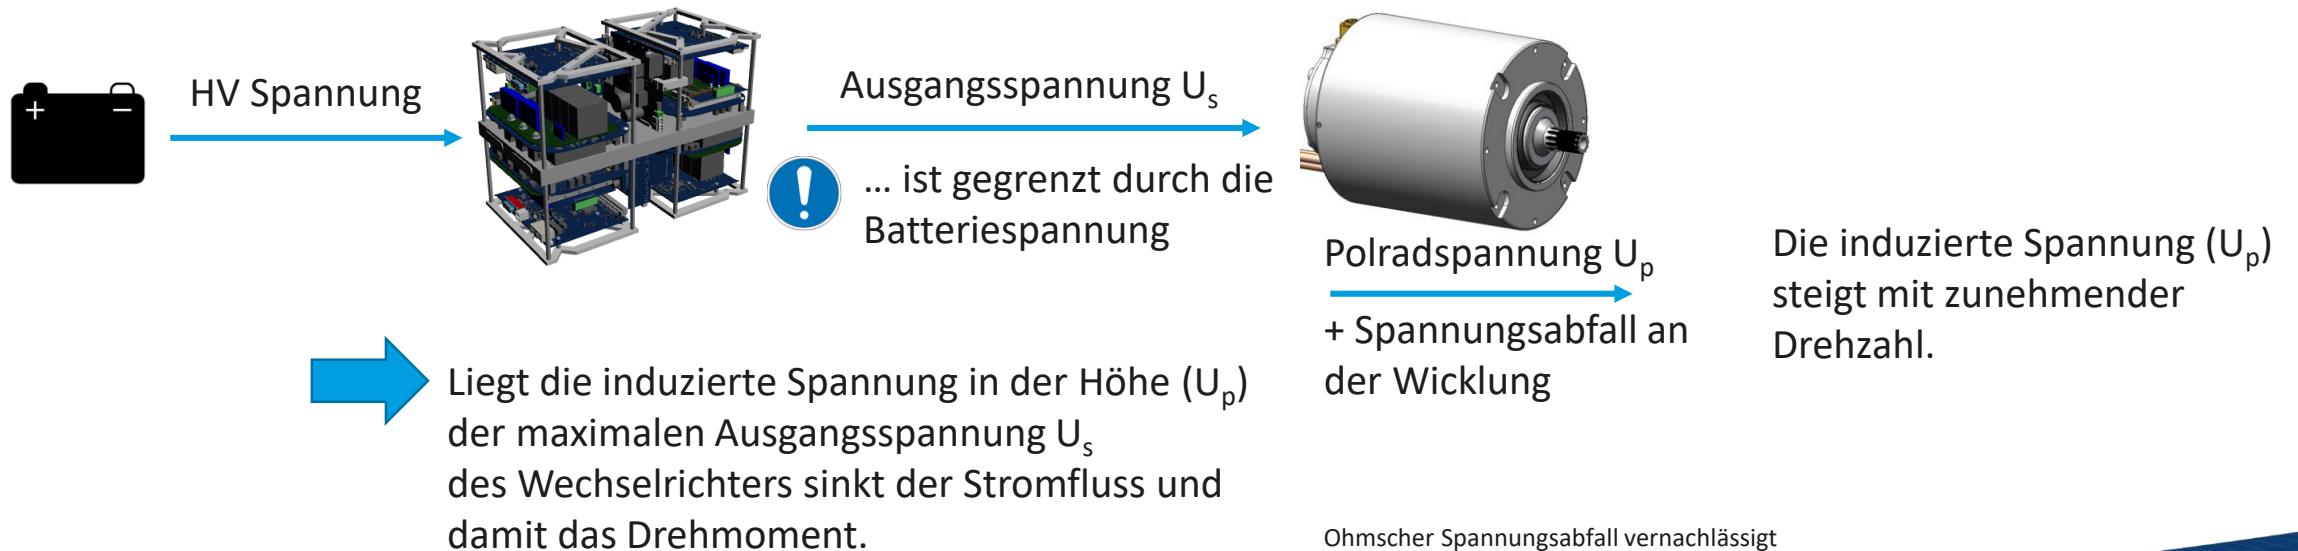 HV Spannung
Ausgangsspannung Uₛ
… ist gegrenzt durch die
Batteriespannung
Polradspannung Uₚ
+ Spannungsabfall an
der Wicklung
Die induzierte Spannung (Uₚ)
steigt mit zunehmender
Drehzahl.
Liegt die induzierte Spannung in der Höhe (Uₚ)
der maximalen Ausgangsspannung Uₛ
des Wechselrichters sinkt der Stromfluss und
damit das Drehmoment.
Ohmscher Spannungsabfall vernachlässigt